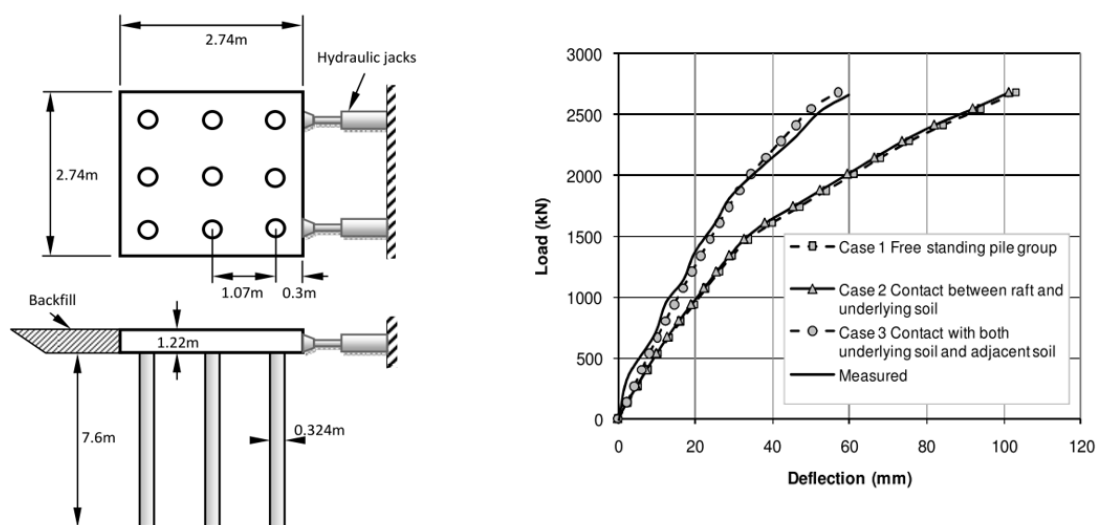 2.74m
Hydraulic jacks
2.74m
1.07m
0.3m
Backfill
1.22m
7.6m
0.324m
3000
2500
2000
1500
1000
500
0
Load (kN)
0
20
40
60
80
100
120
Deflection (mm)
Case 1 Free standing pile group
Case 2 Contact between raft and
underlying soil
Case 3 Contact with both
underlying soil and adjacent soil
Measured